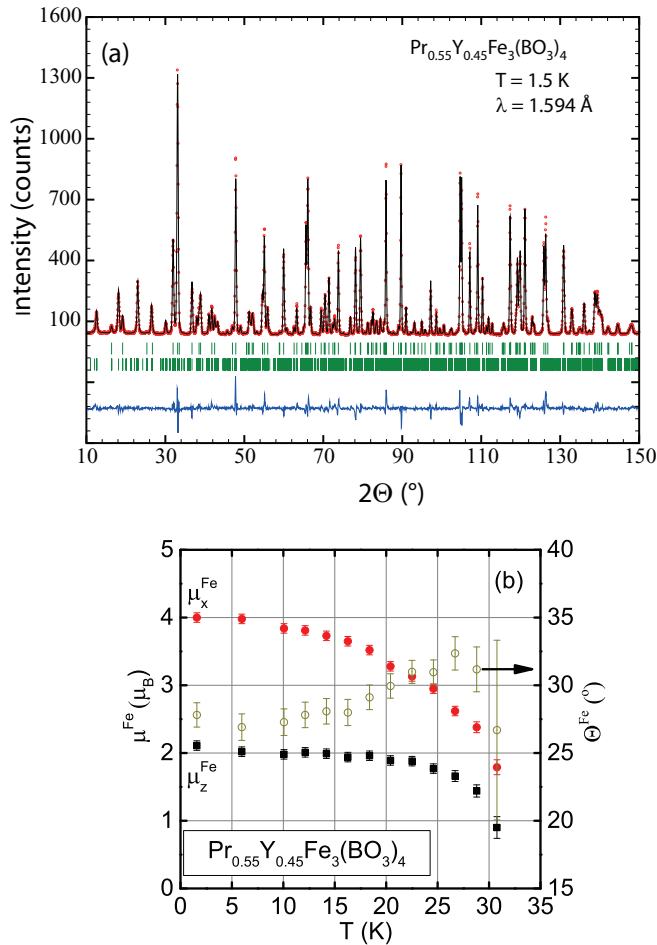 1600
(a)
Pr0.55Y0.45Fe3(BO3)4
T = 1.5 K
λ = 1.594 Å
1300
1000
700
400
100
intensity (counts)
10 30 50 70 90 110 130 150
2Θ (°)
5 40
μxFe
(b)
4 35
3 30
2 25
μzFe
1 20
0 15
μFe (μB)
ΘFe (°)
Pr0.55Y0.45Fe3(BO3)4
0 5 10 15 20 25 30 35
T (K)